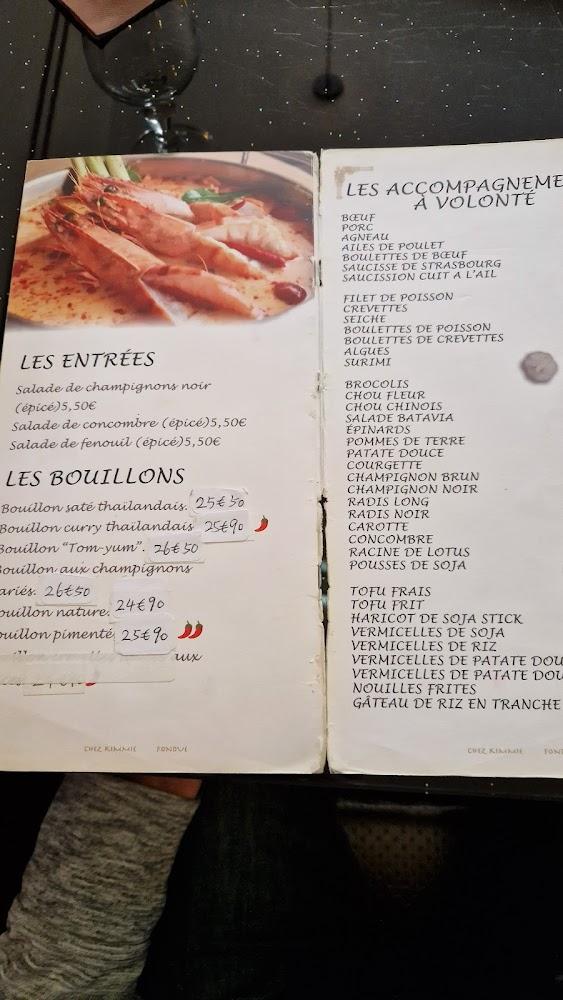 LES ENTRÉES
Salade de champignons noir
(épicé)5,50€
Salade de concombre (épicé)5,50€
Salade de fenouil (épicé)5,50€
LES BOUILLONS
Bouillon saté thailandais. 25€50
Bouillon curry thailandais 25€90
Bouillon "Tom-yum". 26€50
Bouillon aux champignons
ariés. 26€50
ouillon nature. 24€90
ouillon pimenté 25€90
aux
CHEZ KIMMIE FONDUE
LES ACCOMPAGNEME
À VOLONTÉ
BŒUF
PORC
AGNEAU
AILES DE POULET
BOULETTES DE BŒUF
SAUCISSE DE STRASBOURG
SAUCISSION CUIT A L'AIL
FILET DE POISSON
CREVETTES
SEICHE
BOULETTES DE POISSON
BOULETTES DE CREVETTES
ALGUES
SURIMI
BROCOLIS
CHOU FLEUR
CHOU CHINOIS
SALADE BATAVIA
ÉPINARDS
POMMES DE TERRE
PATATE DOUCE
COURGETTE
CHAMPIGNON BRUN
CHAMPIGNON NOIR
RADIS LONG
RADIS NOIR
CAROTTE
CONCOMBRE
RACINE DE LOTUS
POUSSES DE SOJA
TOFU FRAIS
TOFU FRIT
HARICOT DE SOJA STICK
VERMICELLES DE SOJA
VERMICELLES DE RIZ
VERMICELLES DE PATATE DOU
VERMICELLES DE PATATE DOU
NOUILLES FRITES
GÂTEAU DE RIZ EN TRANCHE
CHEZ KIMMIE FON